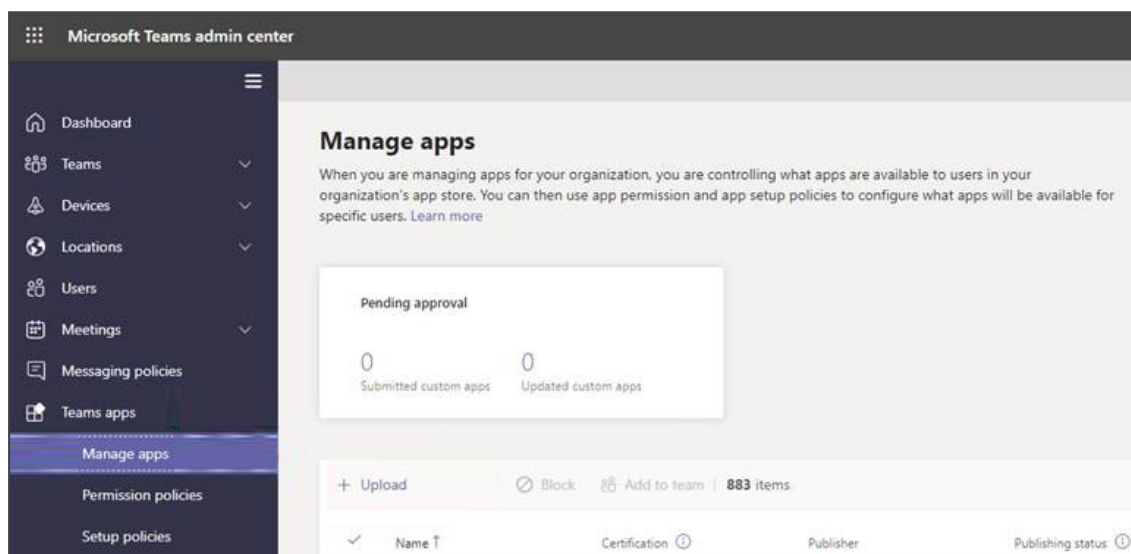 Microsoft Teams admin center
Dashboard
Teams
Devices
Locations
Users
Meetings
Messaging policies
Teams apps
Manage apps
Permission policies
Setup policies
Manage apps
When you are managing apps for your organization, you are controlling what apps are available to users in your
organization's app store. You can then use app permission and app setup policies to configure what apps will be available for
specific users. Learn more
Pending approval
0 0
Submitted custom apps Updated custom apps
+ Upload Block Add to team | 883 items
Name ↑ Certification Publisher Publishing status